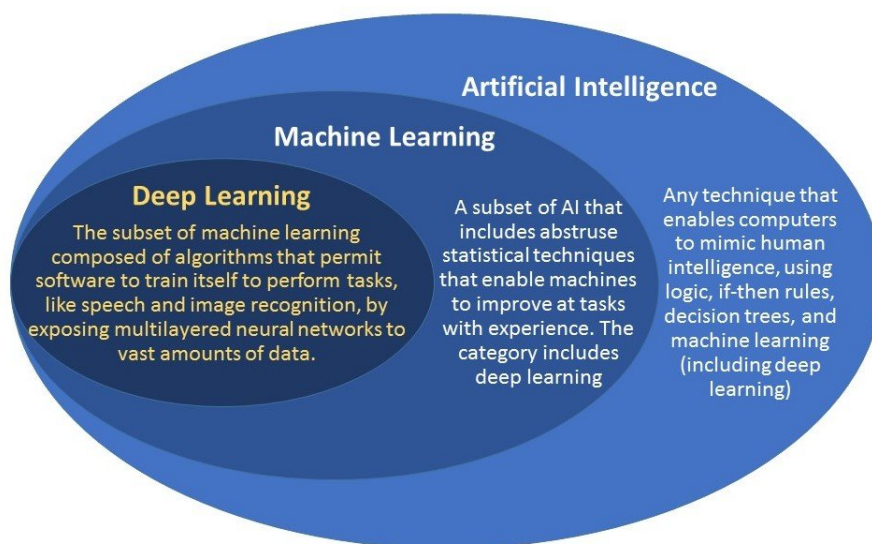 Artificial Intelligence
Machine Learning
Deep Learning
The subset of machine learning
composed of algorithms that permit
software to train itself to perform tasks,
like speech and image recognition, by
exposing multilayered neural networks to
vast amounts of data.
A subset of AI that
includes abstruse
statistical techniques
that enable machines
to improve at tasks
with experience. The
category includes
deep learning
Any technique that
enables computers
to mimic human
intelligence, using
logic, if-then rules,
decision trees, and
machine learning
(including deep
learning)